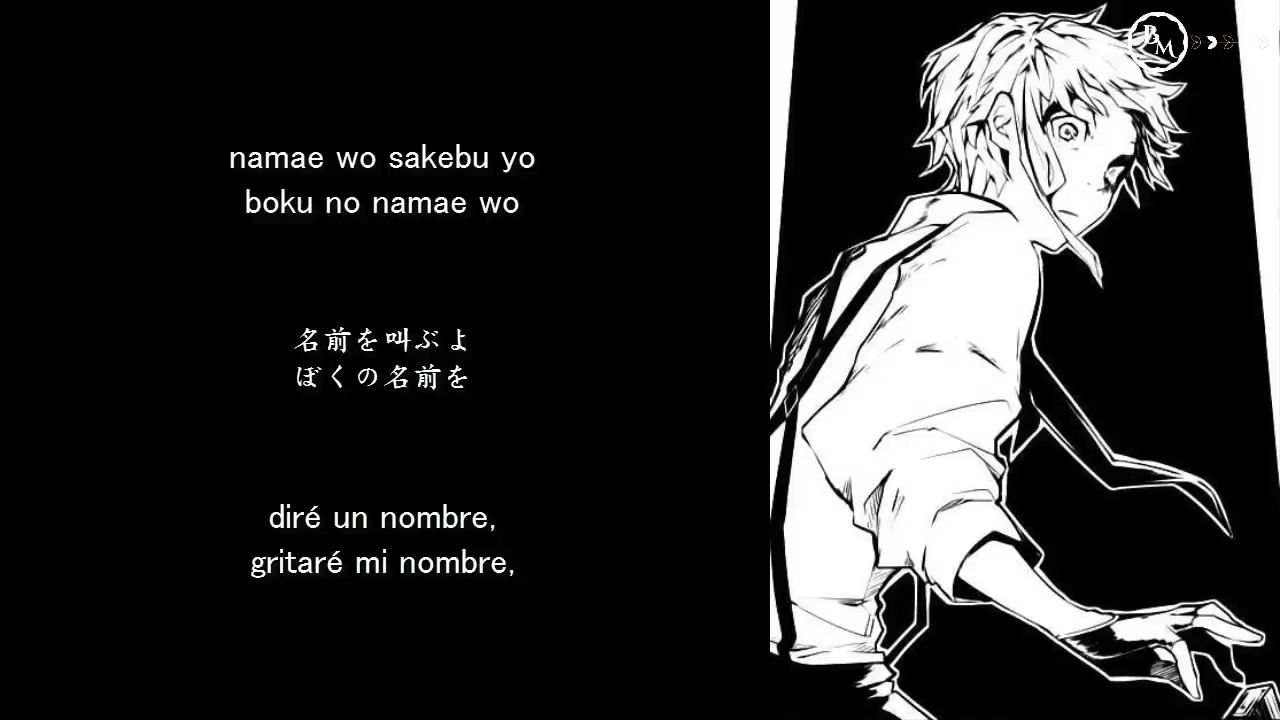 BM
namae wo sakebu yo
boku no namae wo
名前を叫ぶよ
ぼくの名前を
diré un nombre,
gritaré mi nombre,